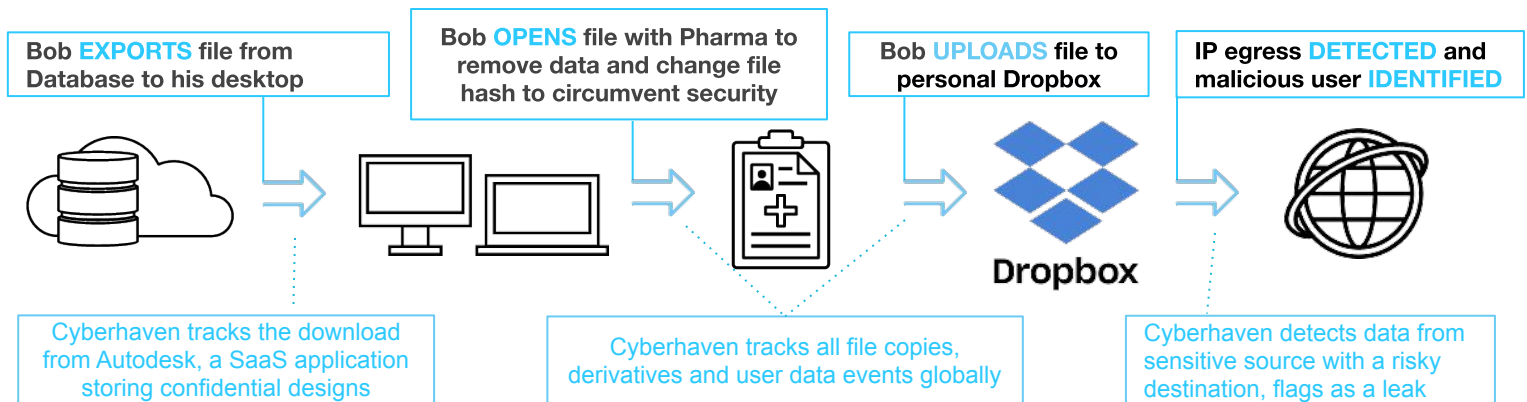 Bob EXPORTS file from
Database to his desktop
Bob OPENS file with Pharma to
remove data and change file
hash to circumvent security
Bob UPLOADS file to
personal Dropbox
IP egress DETECTED and
malicious user IDENTIFIED
Dropbox
Cyberhaven tracks the download
from Autodesk, a SaaS application
storing confidential designs
Cyberhaven tracks all file copies,
derivatives and user data events globally
Cyberhaven detects data from
sensitive source with a risky
destination, flags as a leak